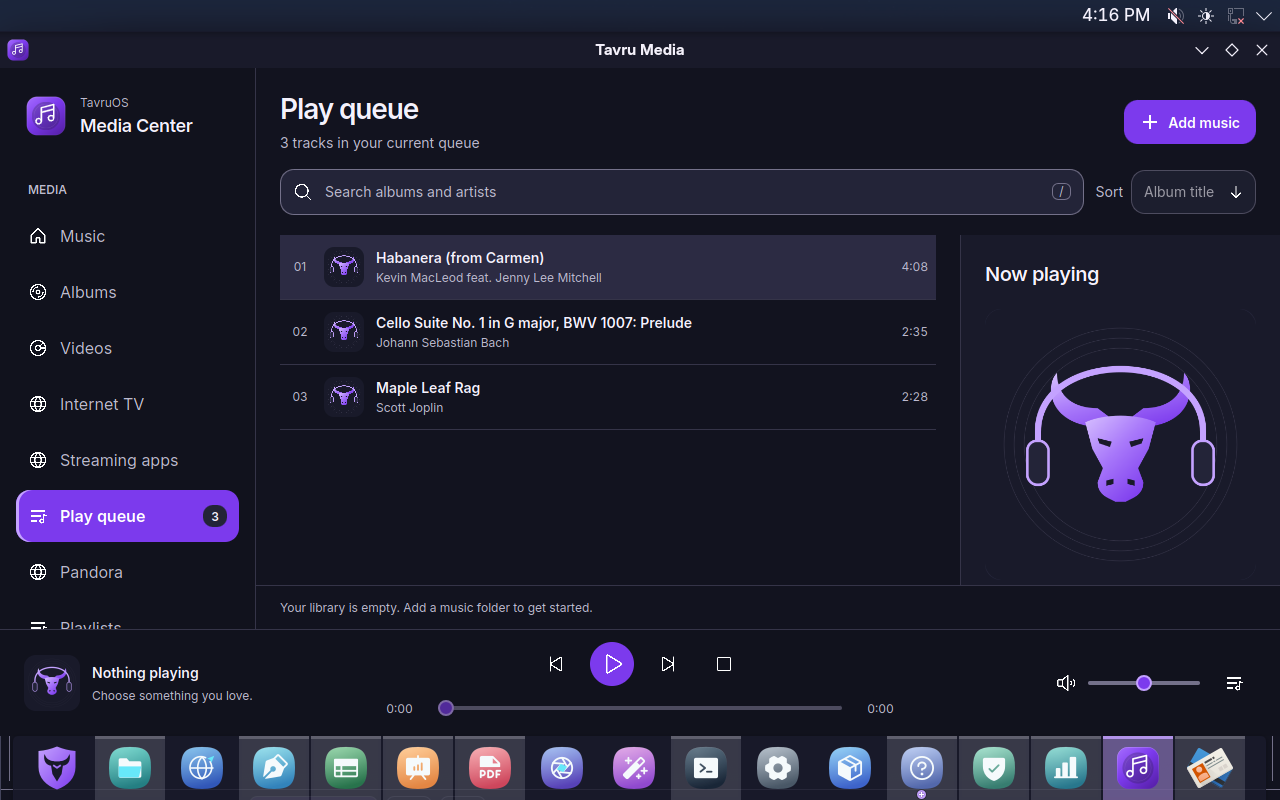 4:16 PM
Tavru Media
TavruOS
Media Center
MEDIA
Music
Albums
Videos
Internet TV
Streaming apps
Play queue 3
Pandora
Playlists
Play queue
3 tracks in your current queue
Add music
Search albums and artists /
Sort Album title
01 Habanera (from Carmen) 4:08
Kevin MacLeod feat. Jenny Lee Mitchell
02 Cello Suite No. 1 in G major, BWV 1007: Prelude 2:35
Johann Sebastian Bach
03 Maple Leaf Rag 2:28
Scott Joplin
Now playing
Your library is empty. Add a music folder to get started.
Nothing playing
Choose something you love.
0:00 0:00
PDF